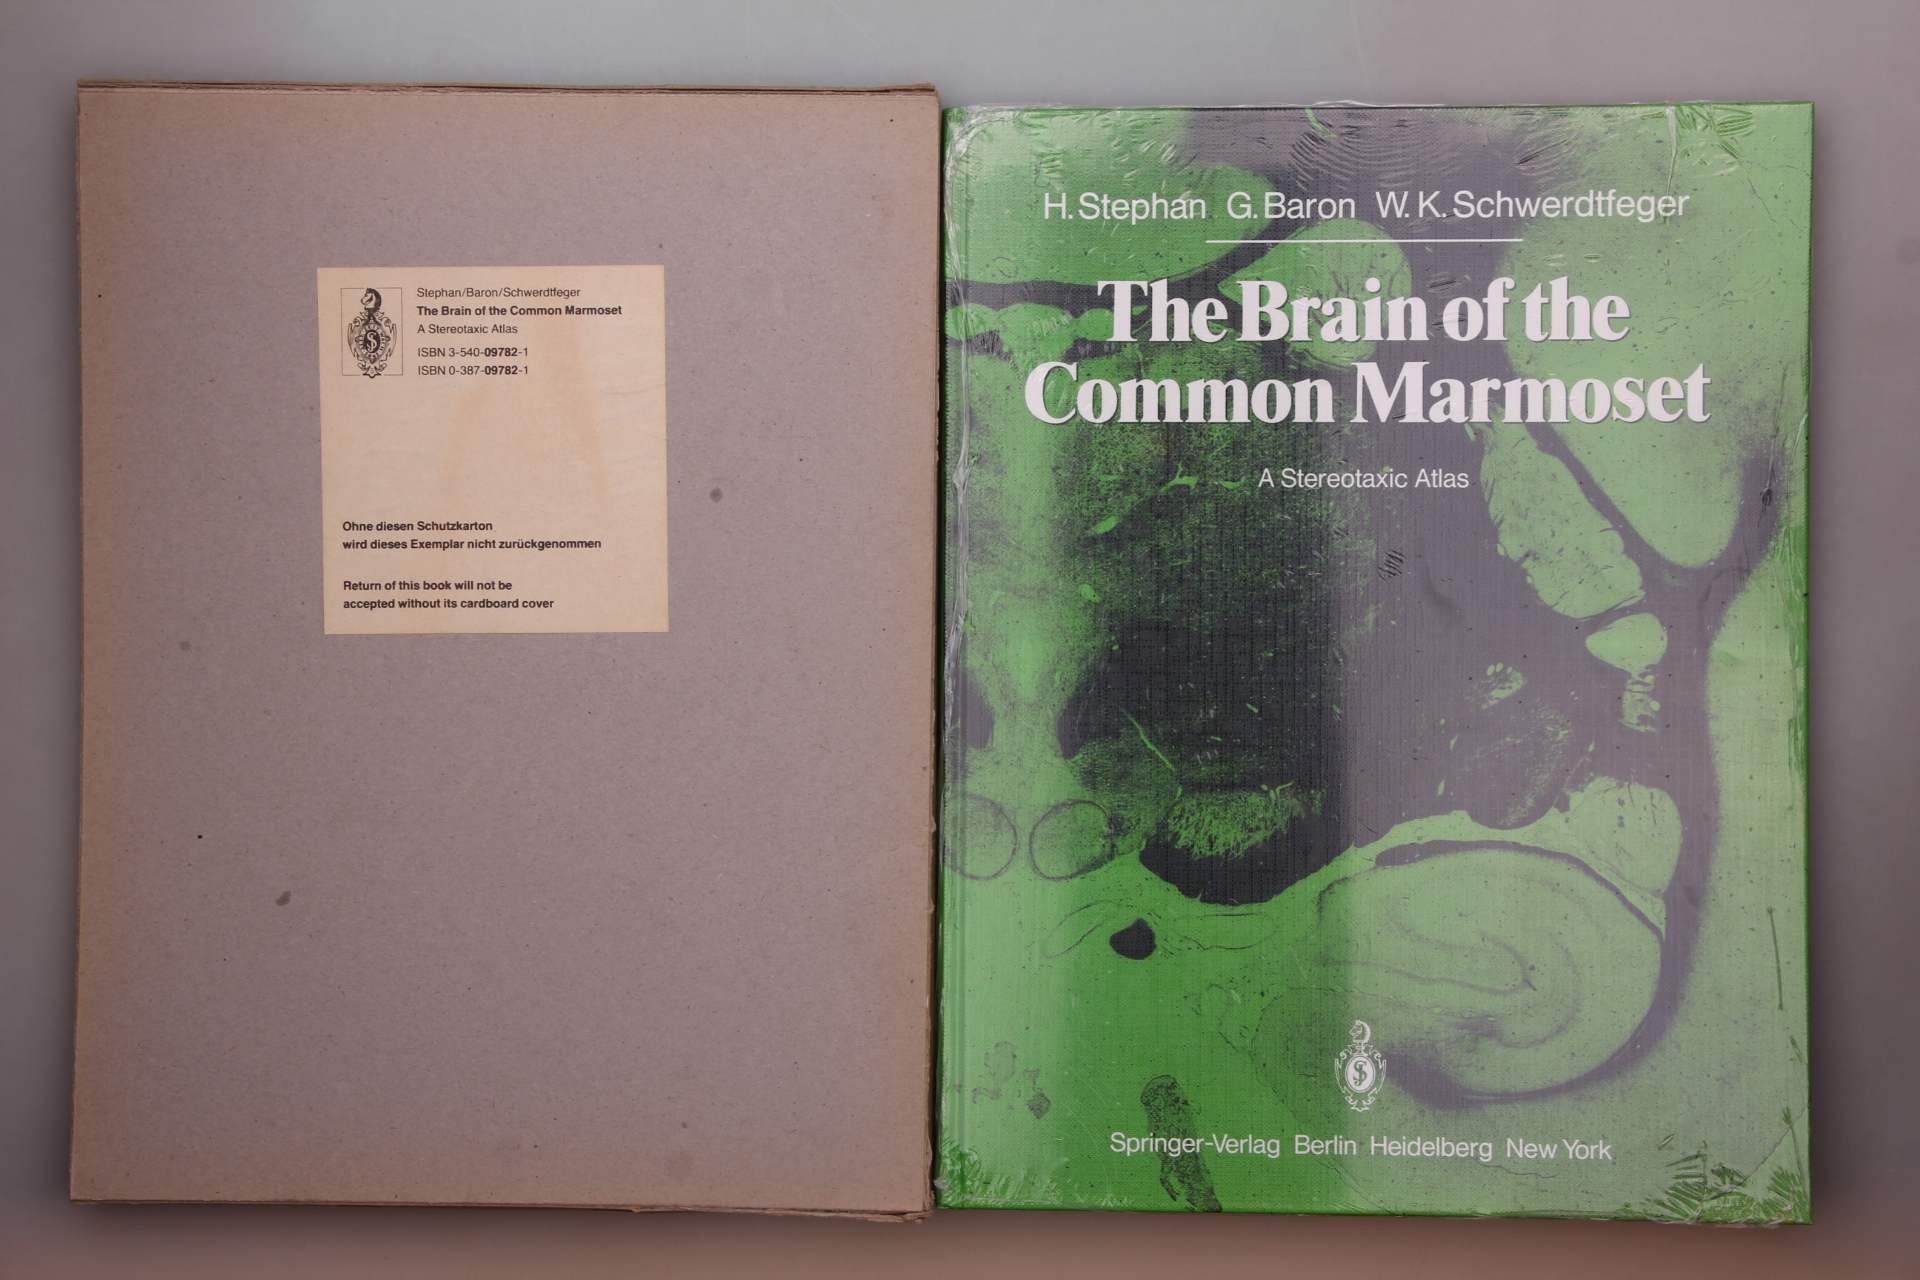 Stephan/Baron/Schwerdtfeger
The Brain of the Common Marmoset
A Stereotaxic Atlas
ISBN 3-540-09782-1
ISBN 0-387-09782-1
Ohne diesen Schutzkarton
wird dieses Exemplar nicht zurückgenommen
Return of this book will not be
accepted without its cardboard cover
H. Stephan G. Baron W. K. Schwerdtfeger
The Brain of the
Common Marmoset
A Stereotaxic Atlas
Springer-Verlag Berlin Heidelberg New York